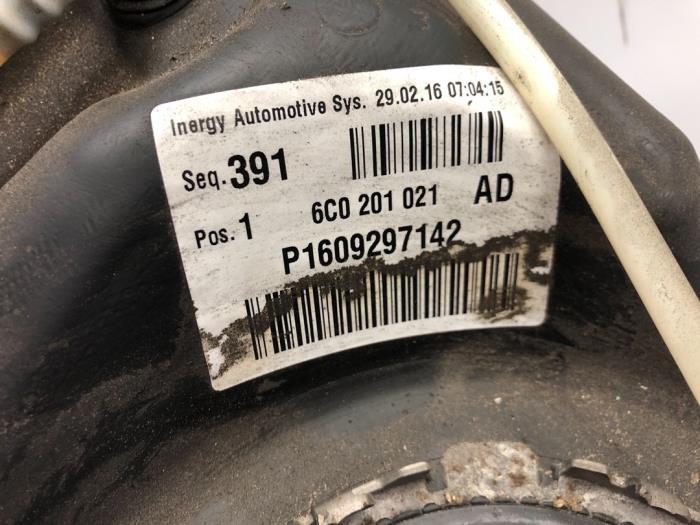 Inergy Automotive Sys. 29.02.16 07:04:15
Seq. 391
6C0 201 021 AD
Pos. 1
P1609297142